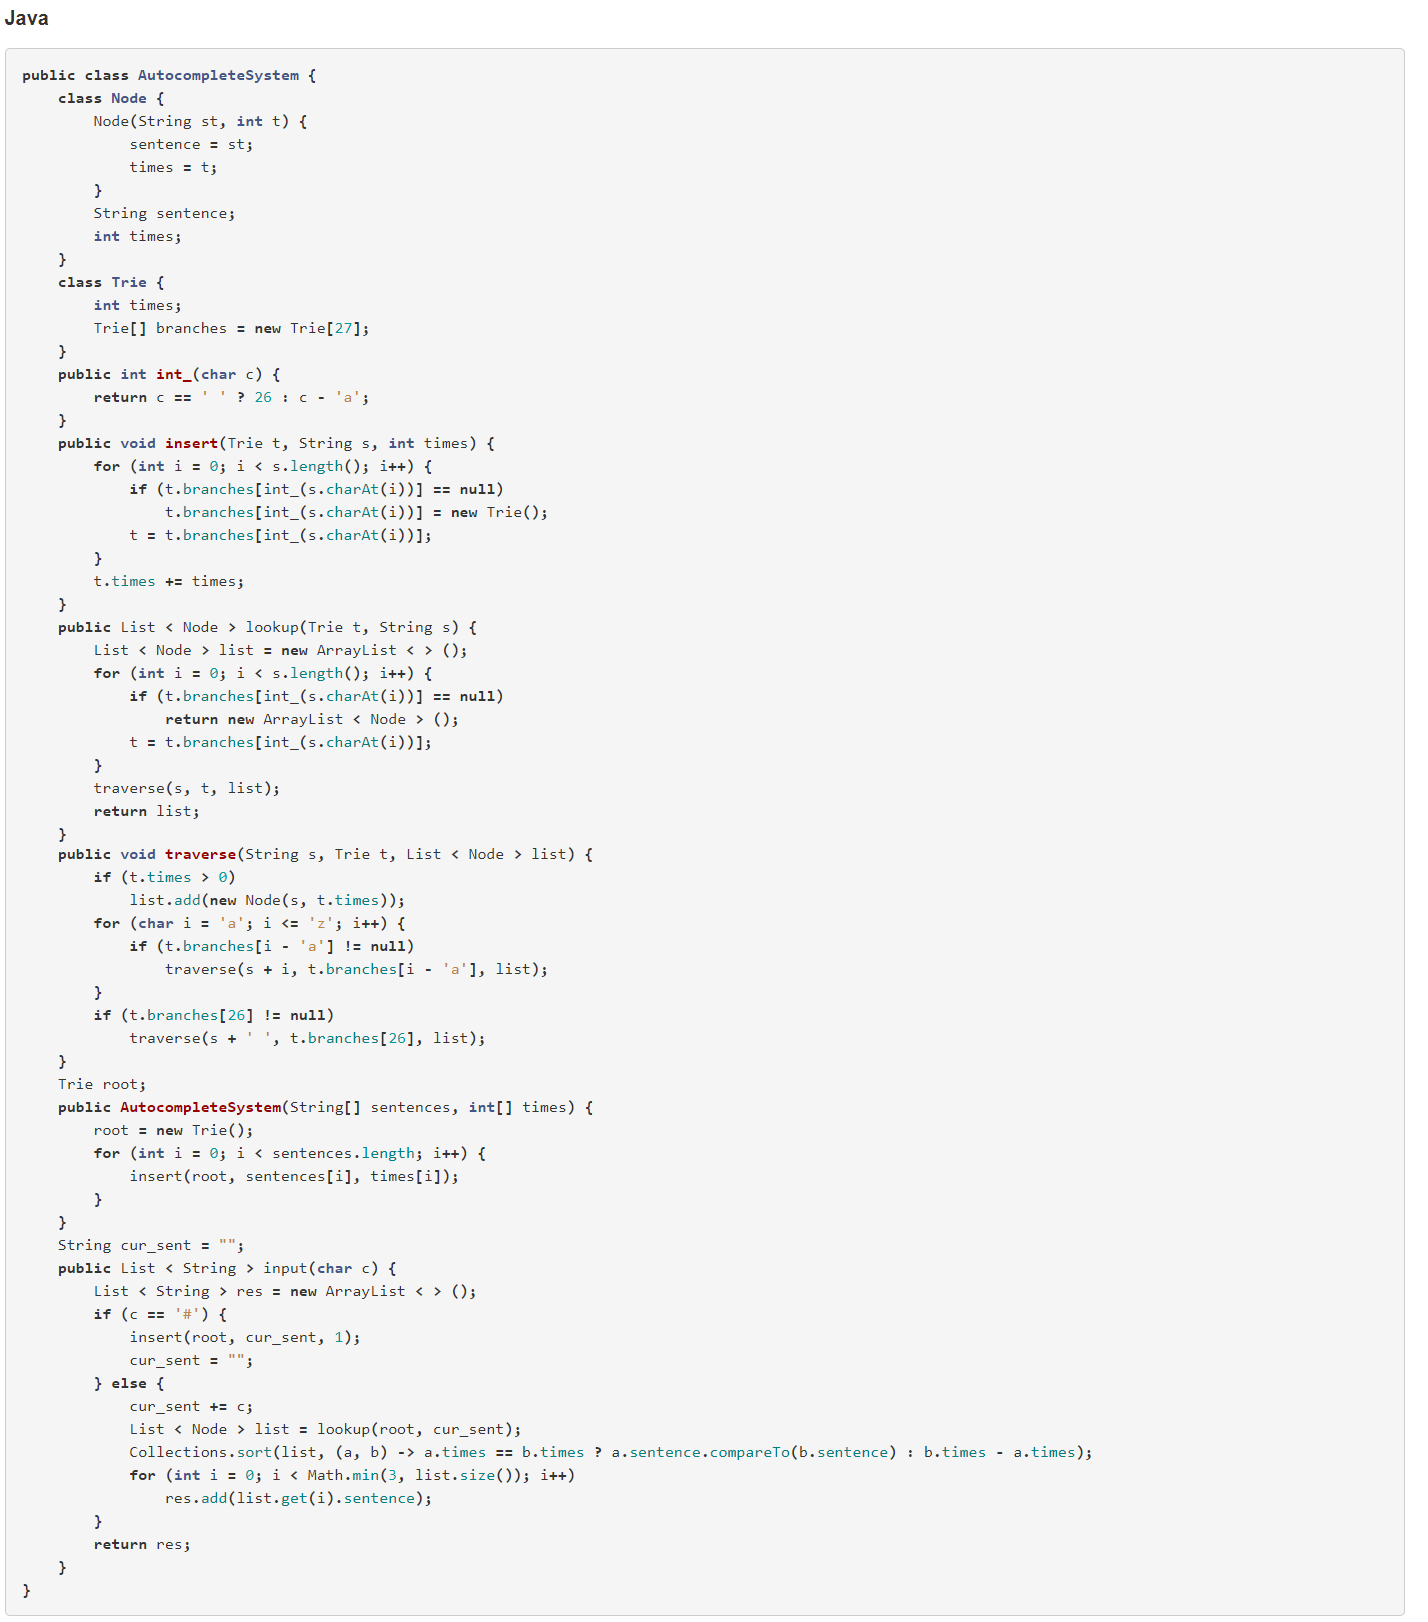 Java
public class AutocompleteSystem {
    class Node {
        Node(String st, int t) {
            sentence = st;
            times = t;
        }
        String sentence;
        int times;
    }
    class Trie {
        int times;
        Trie[] branches = new Trie[27];
    }
    public int int_(char c) {
        return c == ' ' ? 26 : c - 'a';
    }
    public void insert(Trie t, String s, int times) {
        for (int i = 0; i < s.length(); i++) {
            if (t.branches[int_(s.charAt(i))] == null)
                t.branches[int_(s.charAt(i))] = new Trie();
            t = t.branches[int_(s.charAt(i))];
        }
        t.times += times;
    }
    public List < Node > lookup(Trie t, String s) {
        List < Node > list = new ArrayList < > ();
        for (int i = 0; i < s.length(); i++) {
            if (t.branches[int_(s.charAt(i))] == null)
                return new ArrayList < Node > ();
            t = t.branches[int_(s.charAt(i))];
        }
        traverse(s, t, list);
        return list;
    }
    public void traverse(String s, Trie t, List < Node > list) {
        if (t.times > 0)
            list.add(new Node(s, t.times));
        for (char i = 'a'; i <= 'z'; i++) {
            if (t.branches[i - 'a'] != null)
                traverse(s + i, t.branches[i - 'a'], list);
        }
        if (t.branches[26] != null)
            traverse(s + ' ', t.branches[26], list);
    }
    Trie root;
    public AutocompleteSystem(String[] sentences, int[] times) {
        root = new Trie();
        for (int i = 0; i < sentences.length; i++) {
            insert(root, sentences[i], times[i]);
        }
    }
    String cur_sent = "";
    public List < String > input(char c) {
        List < String > res = new ArrayList < > ();
        if (c == '#') {
            insert(root, cur_sent, 1);
            cur_sent = "";
        } else {
            cur_sent += c;
            List < Node > list = lookup(root, cur_sent);
            Collections.sort(list, (a, b) -> a.times == b.times ? a.sentence.compareTo(b.sentence) : b.times - a.times);
            for (int i = 0; i < Math.min(3, list.size()); i++)
                res.add(list.get(i).sentence);
        }
        return res;
    }
}